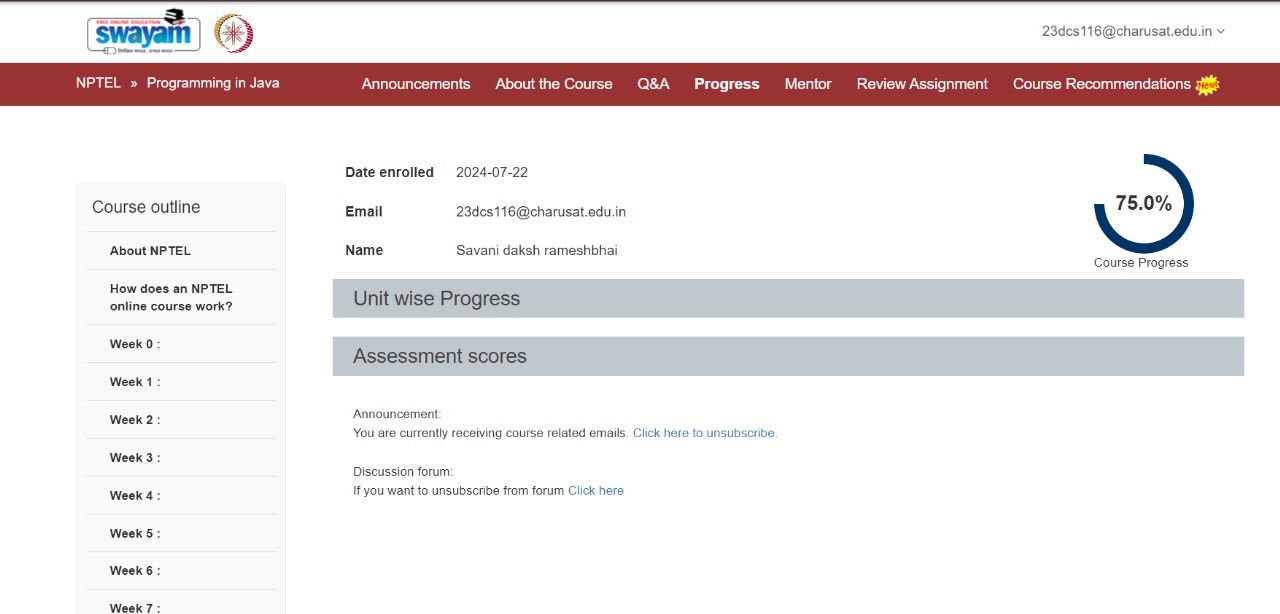 FREE ONLINE EDUCATION
swayam
23dcs116@charusat.edu.in
NPTEL » Programming in Java
Announcements About the Course Q&A Progress Mentor Review Assignment Course Recommendations
Course outline
About NPTEL
How does an NPTEL
online course work?
Week 0 :
Week 1 :
Week 2 :
Week 3 :
Week 4 :
Week 5 :
Week 6 :
Week 7 :
Date enrolled 2024-07-22
Email 23dcs116@charusat.edu.in
Name Savani daksh rameshbhai
75.0%
Course Progress
Unit wise Progress
Assessment scores
Announcement:
You are currently receiving course related emails. Click here to unsubscribe.
Discussion forum:
If you want to unsubscribe from forum Click here